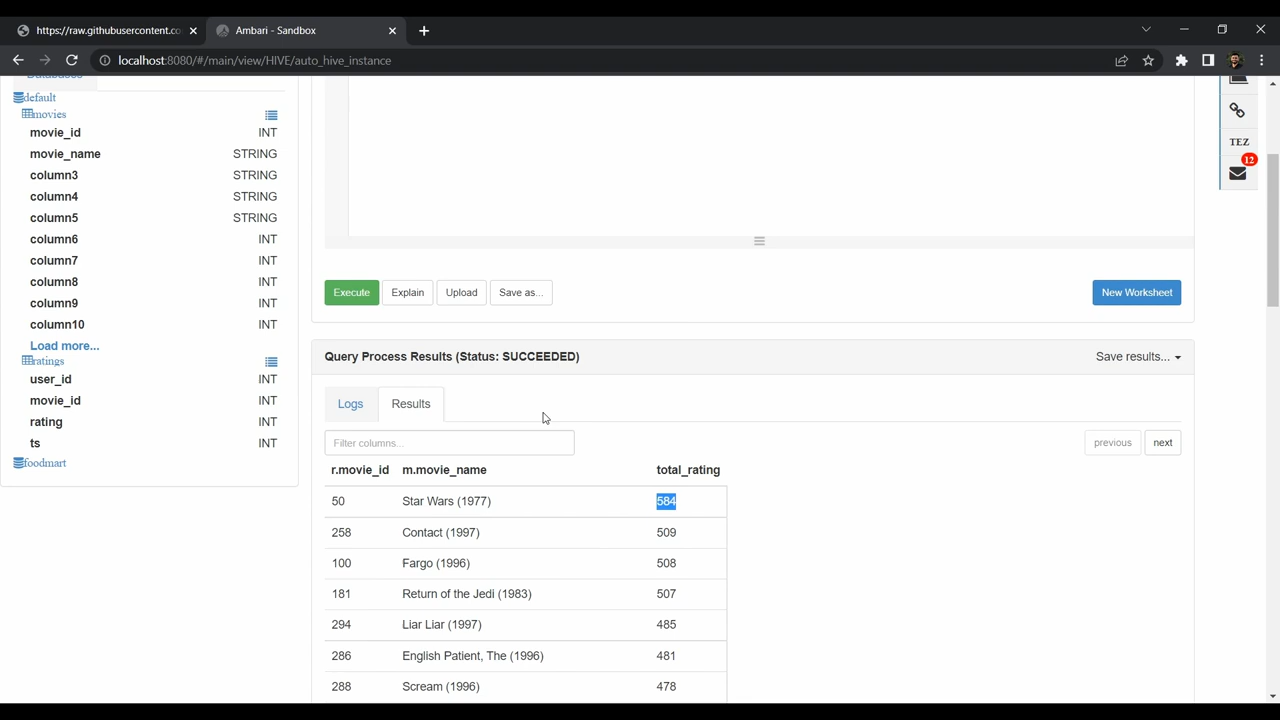 https://raw.githubusercontent.co
Ambari - Sandbox
localhost:8080/#/main/view/HIVE/auto_hive_instance
Databases
default
movies
movie_id INT
movie_name STRING
column3 STRING
column4 STRING
column5 STRING
column6 INT
column7 INT
column8 INT
column9 INT
column10 INT
Load more...
ratings
user_id INT
movie_id INT
rating INT
ts INT
foodmart
TEZ
12
Execute Explain Upload Save as... New Worksheet
Query Process Results (Status: SUCCEEDED) Save results...
Logs Results
Filter columns... previous next
r.movie_id m.movie_name total_rating
50 Star Wars (1977) 584
258 Contact (1997) 509
100 Fargo (1996) 508
181 Return of the Jedi (1983) 507
294 Liar Liar (1997) 485
286 English Patient, The (1996) 481
288 Scream (1996) 478